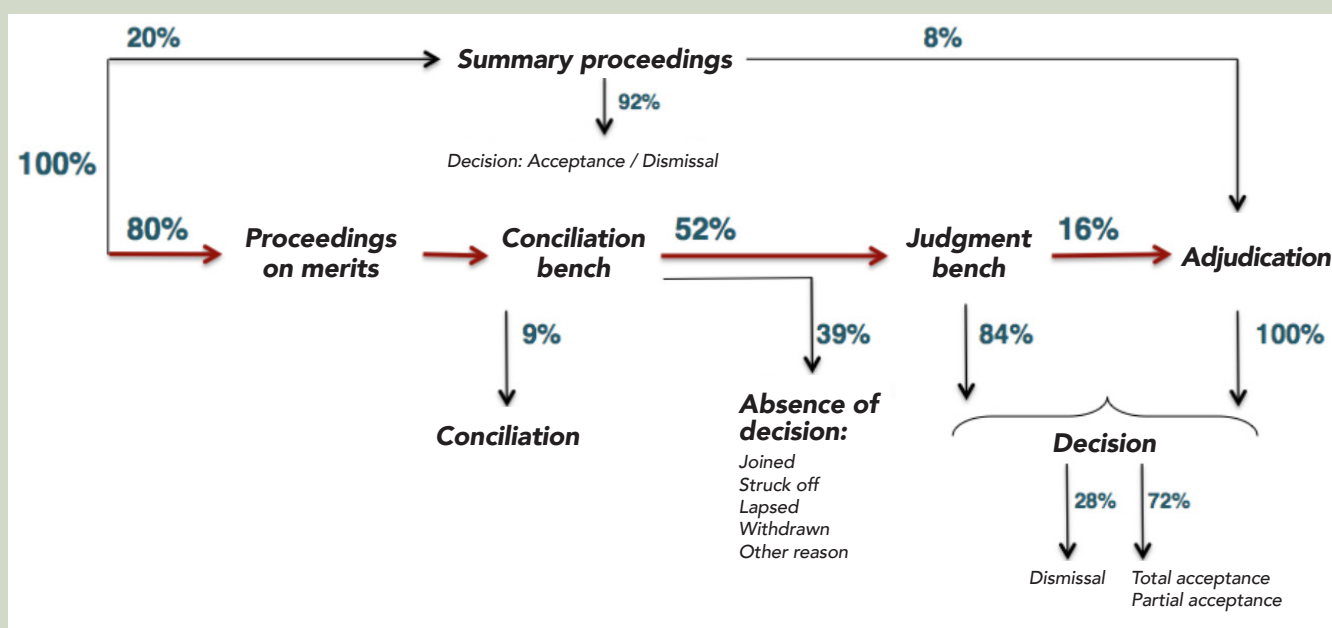 20%
8%
Summary proceedings
92%
100%
Decision: Acceptance / Dismissal
80%
Proceedings
on merits
Conciliation
bench
52%
Judgment
bench
16%
Adjudication
9%
39%
84%
100%
Conciliation
Absence of
decision:
Joined
Struck off
Lapsed
Withdrawn
Other reason
Decision
28%
72%
Dismissal
Total acceptance
Partial acceptance